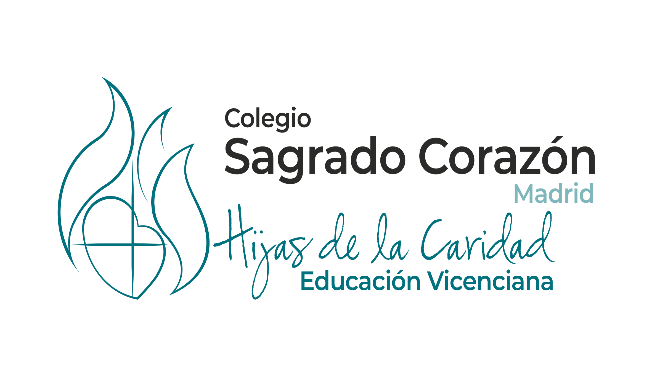 Colegio
Sagrado Corazón
Madrid
Hijas de la Caridad
Educación Vicenciana